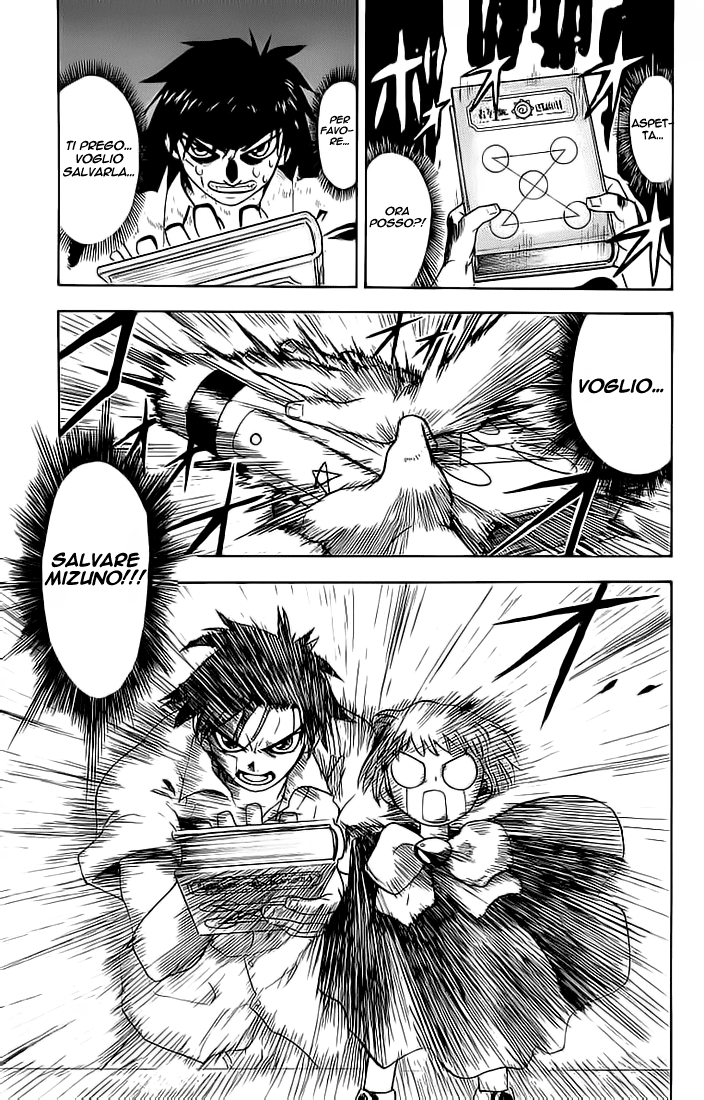 ASPET-
TA...
ORA
POSSO?!
PER
FAVO-
RE...
TI PREGO...
VOGLIO
SALVARLA...
VOGLIO...
SALVARE
MIZUNO!!!